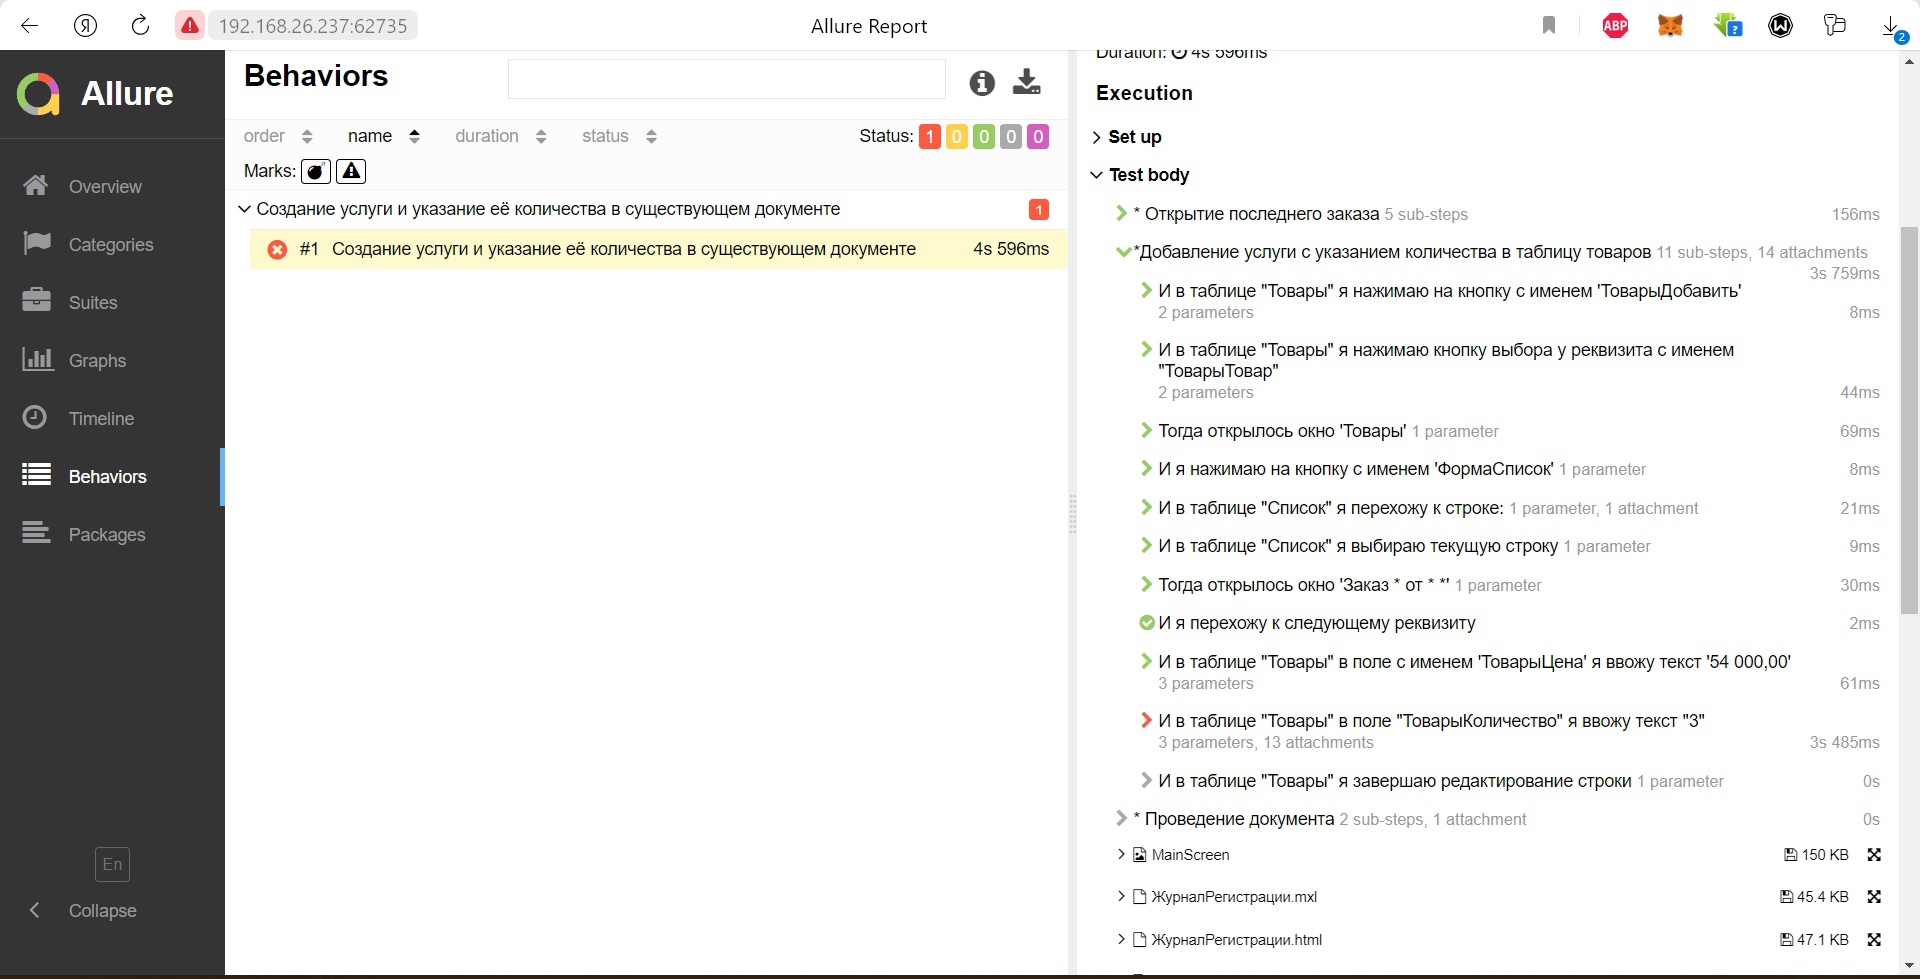 192.168.26.237:62735
Allure Report
ABP
?
2
Allure
Overview
Categories
Suites
Graphs
Timeline
Behaviors
Packages
En
Collapse
Behaviors
order
name
duration
status
Status: 1 0 0 0 0
Marks:
Создание услуги и указание её количества в существующем документе 1
#1 Создание услуги и указание её количества в существующем документе 4s 596ms
Duration: 4s 596ms
Execution
Set up
Test body
* Открытие последнего заказа 5 sub-steps 156ms
*Добавление услуги с указанием количества в таблицу товаров 11 sub-steps, 14 attachments
3s 759ms
И в таблице "Товары" я нажимаю на кнопку с именем 'ТоварыДобавить'
2 parameters 8ms
И в таблице "Товары" я нажимаю кнопку выбора у реквизита с именем
"ТоварыТовар"
2 parameters 44ms
Тогда открылось окно 'Товары' 1 parameter 69ms
И я нажимаю на кнопку с именем 'ФормаСписок' 1 parameter 8ms
И в таблице "Список" я перехожу к строке: 1 parameter, 1 attachment 21ms
И в таблице "Список" я выбираю текущую строку 1 parameter 9ms
Тогда открылось окно 'Заказ * от * *' 1 parameter 30ms
И я перехожу к следующему реквизиту 2ms
И в таблице "Товары" в поле с именем 'ТоварыЦена' я ввожу текст '54 000,00'
3 parameters 61ms
И в таблице "Товары" в поле "ТоварыКоличество" я ввожу текст "3"
3 parameters, 13 attachments 3s 485ms
И в таблице "Товары" я завершаю редактирование строки 1 parameter 0s
* Проведение документа 2 sub-steps, 1 attachment 0s
MainScreen 150 KB
ЖурналРегистрации.mxl 45.4 KB
ЖурналРегистрации.html 47.1 KB